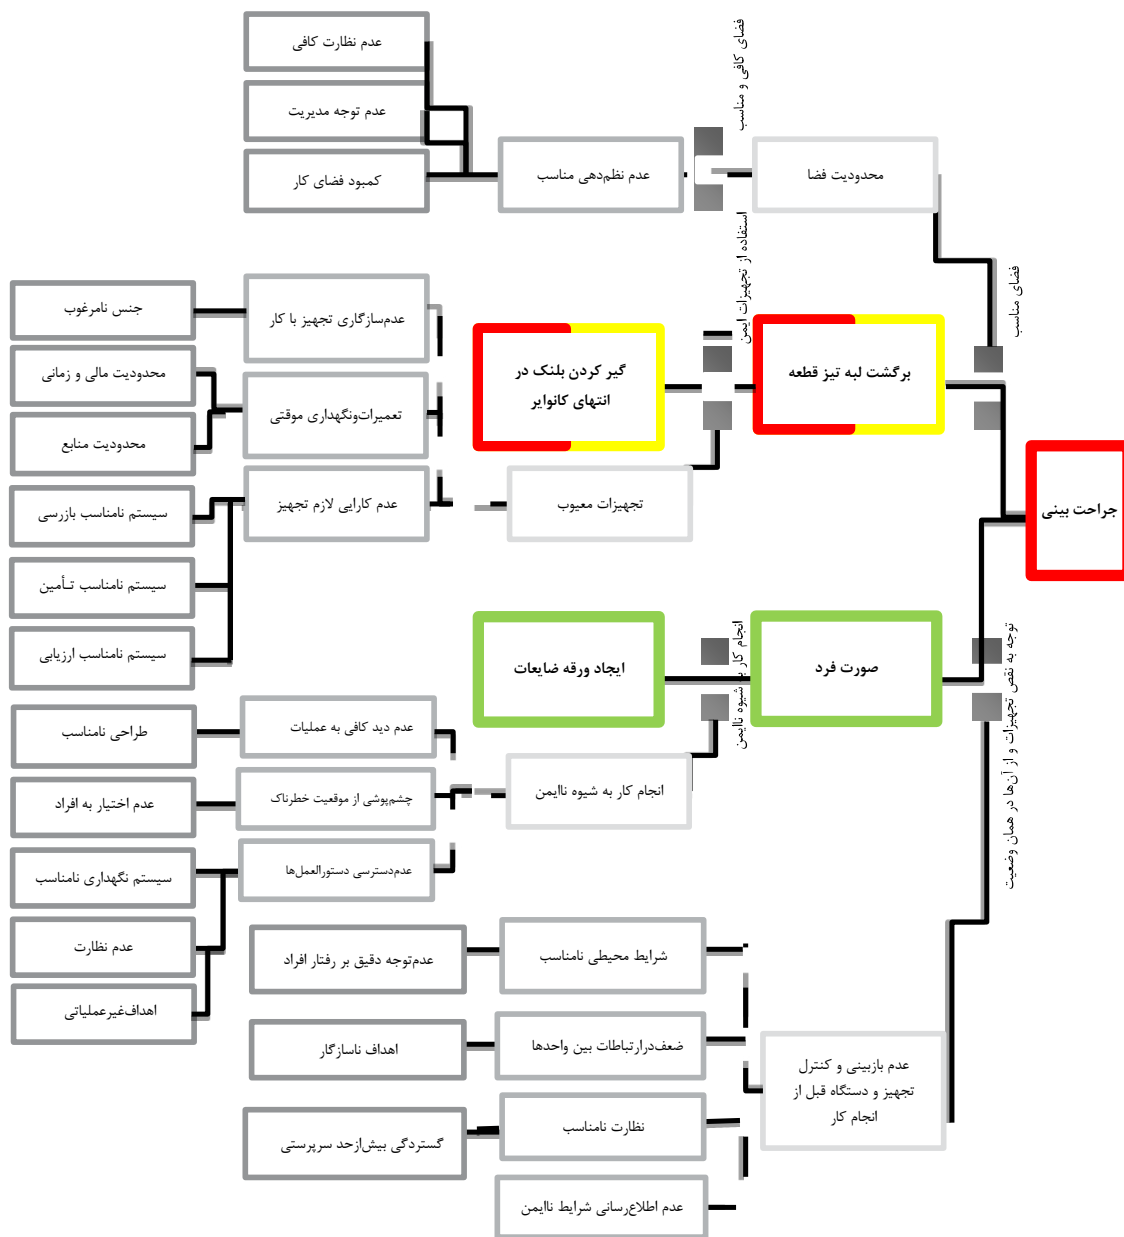 عدم نظارت کافی
عدم توجه مدیریت
کمبود فضای کار
عدم نظم‌دهی مناسب
فضای کافی و مناسب
محدودیت فضا
فضای مناسب
استفاده از تجهیزات ایمن
جنس نامرغوب
عدم‌سازگاری تجهیز با کار
محدودیت مالی و زمانی
محدودیت منابع
تعمیرات‌ونگهداری موقتی
سیستم نامناسب بازرسی
سیستم نامناسب تأمین
سیستم نامناسب ارزیابی
عدم کارایی لازم تجهیز
گیر کردن بلنک در
انتهای کانوایر
تجهیزات معیوب
برگشت لبه تیز قطعه
جراحت بینی
ایجاد ورقه ضایعات
صورت فرد
انجام کار به شیوه ناایمن
توجه به نقص تجهیزات و از آن‌ها در همان وضعیت
طراحی نامناسب
عدم دید کافی به عملیات
عدم اختیار به افراد
چشم‌پوشی از موقعیت خطرناک
انجام کار به شیوه ناایمن
سیستم نگهداری نامناسب
عدم نظارت
اهداف‌غیرعملیاتی
عدم‌دسترسی دستورالعمل‌ها
عدم‌توجه دقیق بر رفتار افراد
شرایط محیطی نامناسب
اهداف ناسازگار
ضعف‌درارتباطات بین واحدها
گستردگی بیش‌ازحد سرپرستی
نظارت نامناسب
عدم اطلاع‌رسانی شرایط ناایمن
عدم بازبینی و کنترل
تجهیز و دستگاه قبل از
انجام کار